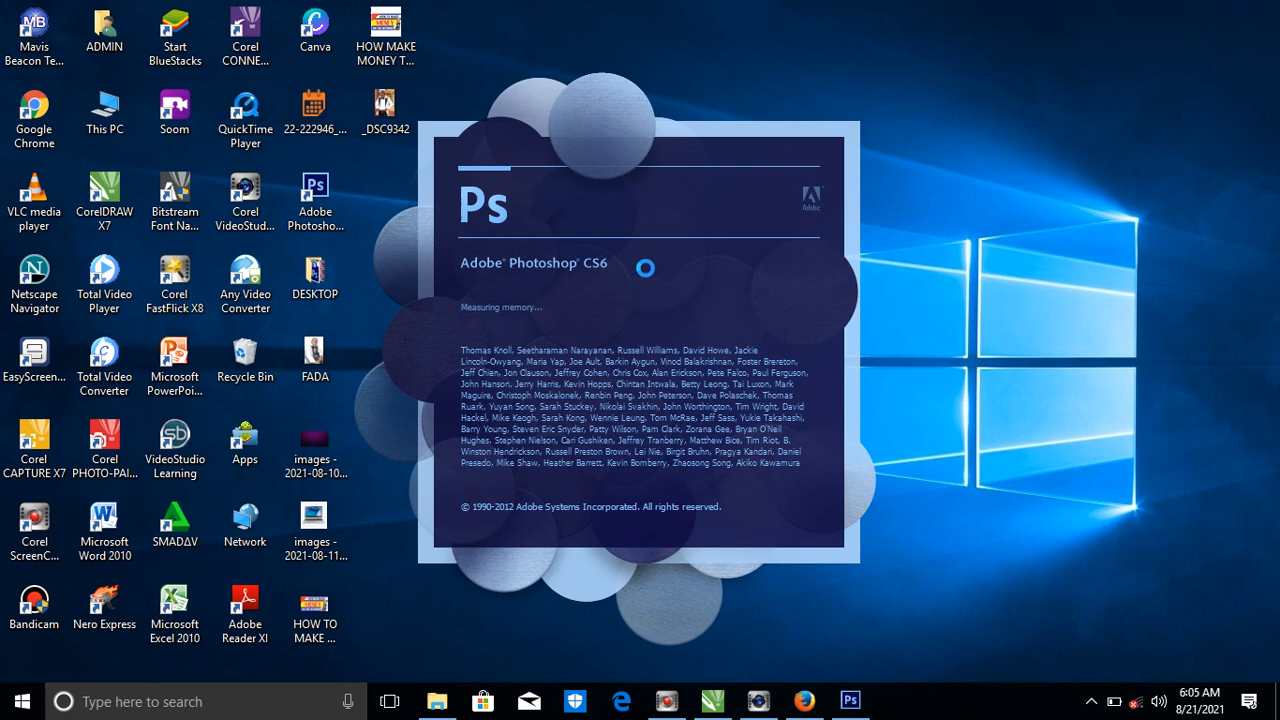 MB
Mavis
Beacon Te...
ADMIN
Start
BlueStacks
Corel
CONNE...
Canva
HOW MAKE
MONEY T...
Google
Chrome
This PC
Soom
QuickTime
Player
22-222946_...
_DSC9342
VLC media
player
CorelDRAW
X7
Bitstream
Font Na...
Corel
VideoStud...
Ps
Adobe
Photosho...
Netscape
Navigator
Total Video
Player
Corel
FastFlick X8
Any Video
Converter
DESKTOP
EasyScreen...
Total Video
Converter
Microsoft
PowerPoi...
Recycle Bin
FADA
Corel
CAPTURE X7
Corel
PHOTO-PAI...
VideoStudio
Learning
Apps
images -
2021-08-10...
Corel
ScreenC...
Microsoft
Word 2010
SMADΔV
Network
images -
2021-08-11...
Bandicam
Nero Express
Microsoft
Excel 2010
Adobe
Reader XI
HOW TO
MAKE ...
Ps
Adobe
Adobe® Photoshop® CS6
Measuring memory...
Thomas Knoll, Seetharaman Narayanan, Russell Williams, David Howe, Jackie
Lincoln-Owyang, Maria Yap, Joe Ault, Barkin Aygun, Vinod Balakrishnan, Foster Brereton,
Jeff Chien, Jon Clauson, Jeffrey Cohen, Chris Cox, Alan Erickson, Pete Falco, Paul Ferguson,
John Hanson, Jerry Harris, Kevin Hopps, Chintan Intwala, Betty Leong, Tai Luxon, Mark
Maguire, Christoph Moskalonek, Renbin Peng, John Peterson, Dave Polaschek, Thomas
Ruark, Yuyan Song, Sarah Stuckey, Nikolai Svakhin, John Worthington, Tim Wright, David
Hackel, Mike Keogh, Sarah Kong, Wennie Leung, Tom McRae, Jeff Sass, Yukie Takahashi,
Barry Young, Steven Eric Snyder, Patty Wilson, Pam Clark, Zorana Gee, Bryan O'Neil
Hughes, Stephen Nielson, Cari Gushiken, Jeffrey Tranberry, Matthew Bice, Tim Riot, B.
Winston Hendrickson, Russell Preston Brown, Lei Nie, Birgit Bruhn, Pragya Kandari, Daniel
Presedo, Mike Shaw, Heather Barrett, Kevin Bomberry, Zhaosong Song, Akiko Kawamura
© 1990-2012 Adobe Systems Incorporated. All rights reserved.
Type here to search
Ps
6:05 AM
8/21/2021